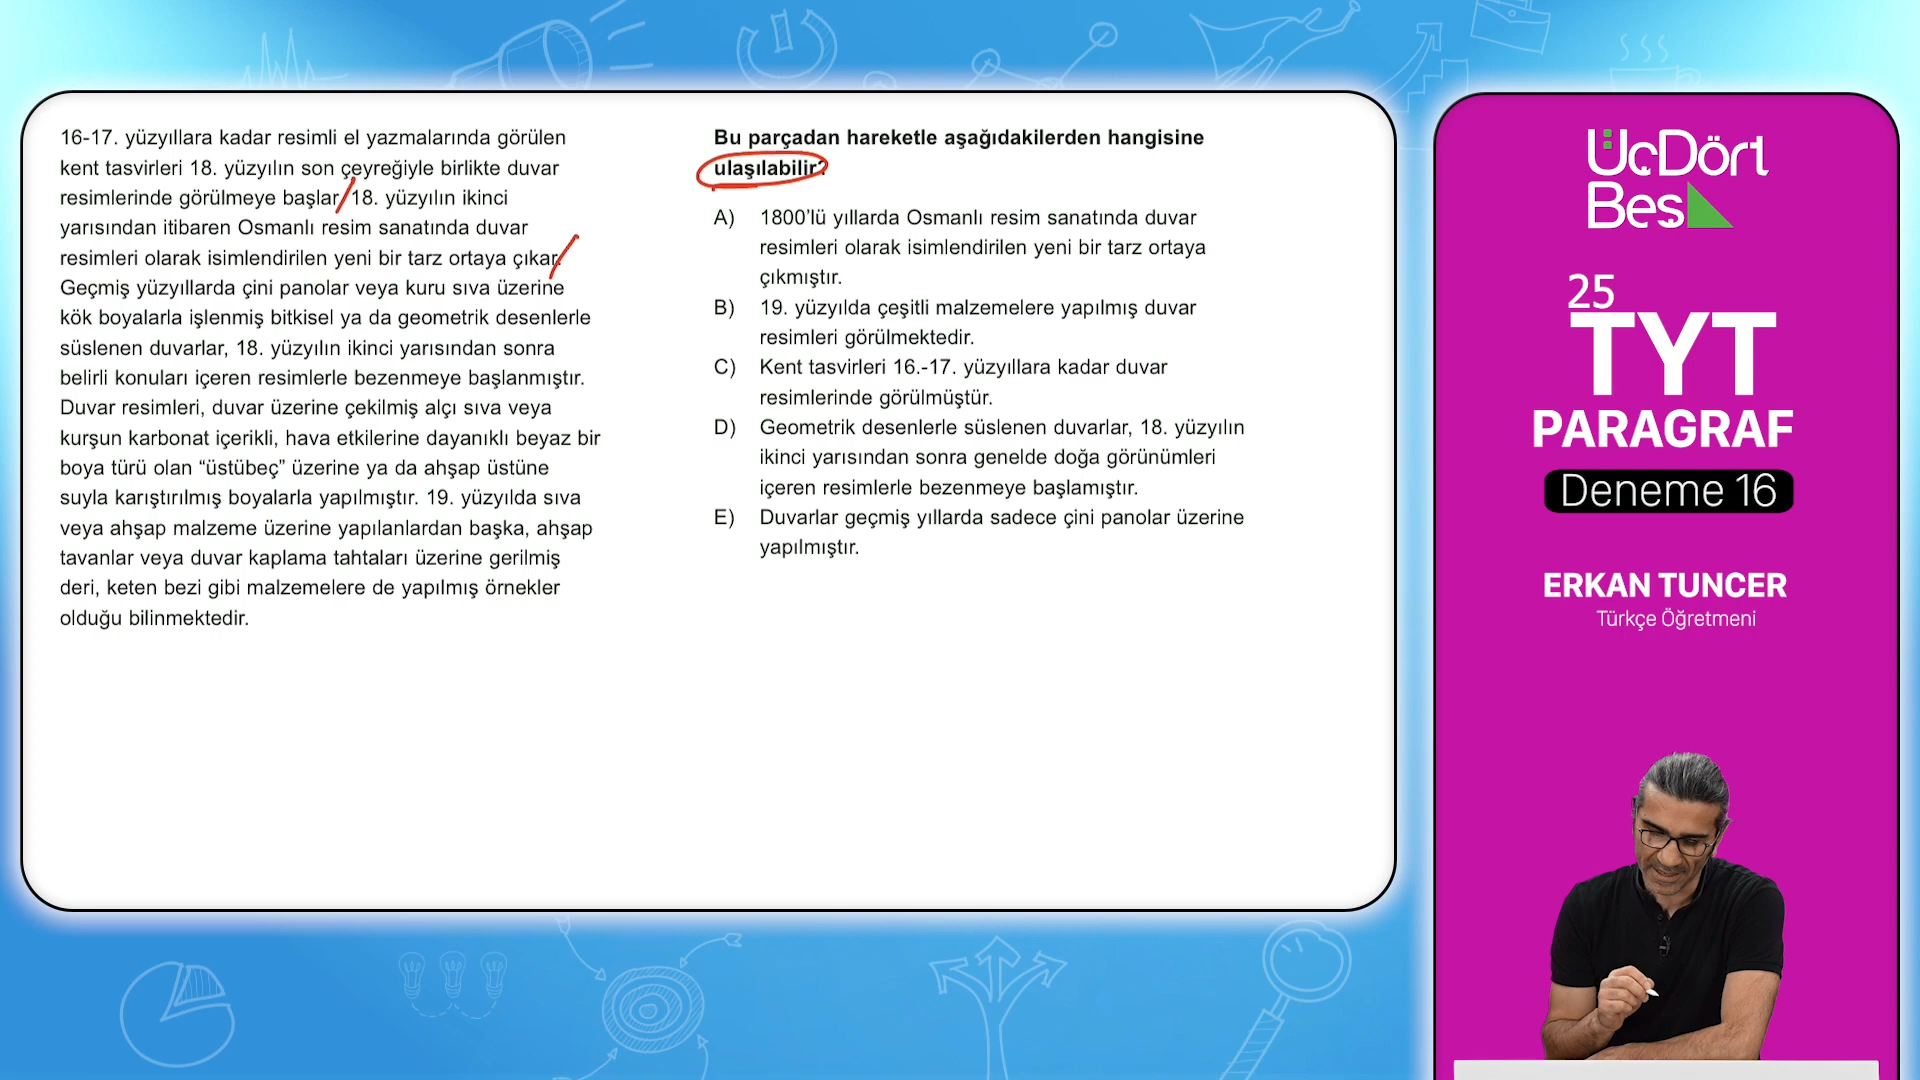 16-17. yüzyıllara kadar resimli el yazmalarında görülen
kent tasvirleri 18. yüzyılın son çeyreğiyle birlikte duvar
resimlerinde görülmeye başlar. 18. yüzyılın ikinci
yarısından itibaren Osmanlı resim sanatında duvar
resimleri olarak isimlendirilen yeni bir tarz ortaya çıkar.
Geçmiş yüzyıllarda çini panolar veya kuru sıva üzerine
kök boyalarla işlenmiş bitkisel ya da geometrik desenlerle
süslenen duvarlar, 18. yüzyılın ikinci yarısından sonra
belirli konuları içeren resimlerle bezenmeye başlanmıştır.
Duvar resimleri, duvar üzerine çekilmiş alçı sıva veya
kurşun karbonat içerikli, hava etkilerine dayanıklı beyaz bir
boya türü olan “üstübeç” üzerine ya da ahşap üstüne
suyla karıştırılmış boyalarla yapılmıştır. 19. yüzyılda sıva
veya ahşap malzeme üzerine yapılanlardan başka, ahşap
tavanlar veya duvar kaplama tahtaları üzerine gerilmiş
deri, keten bezi gibi malzemelere de yapılmış örnekler
olduğu bilinmektedir.
Bu parçadan hareketle aşağıdakilerden hangisine
ulaşılabilir?
A) 1800’lü yıllarda Osmanlı resim sanatında duvar
resimleri olarak isimlendirilen yeni bir tarz ortaya
çıkmıştır.
B) 19. yüzyılda çeşitli malzemelere yapılmış duvar
resimleri görülmektedir.
C) Kent tasvirleri 16.-17. yüzyıllara kadar duvar
resimlerinde görülmüştür.
D) Geometrik desenlerle süslenen duvarlar, 18. yüzyılın
ikinci yarısından sonra genelde doğa görünümleri
içeren resimlerle bezenmeye başlamıştır.
E) Duvarlar geçmiş yıllarda sadece çini panolar üzerine
yapılmıştır.
ÜçDört
Beş
25
TYT
PARAGRAF
Deneme 16
ERKAN TUNCER
Türkçe Öğretmeni